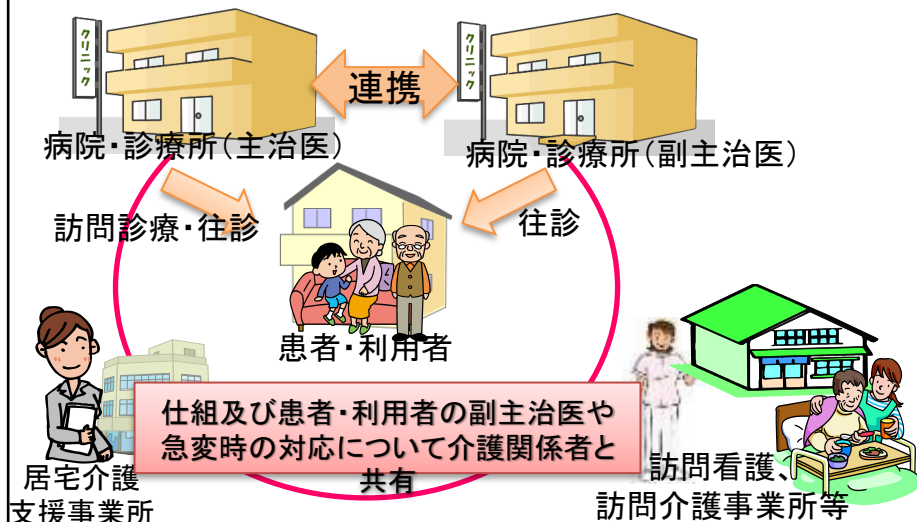 クリニック
クリニック
連携
病院・診療所(主治医)
病院・診療所(副主治医)
訪問診療・往診
往診
患者・利用者
仕組及び患者・利用者の副主治医や
急変時の対応について介護関係者と
共有
居宅介護
支援事業所
訪問看護、
訪問介護事業所等